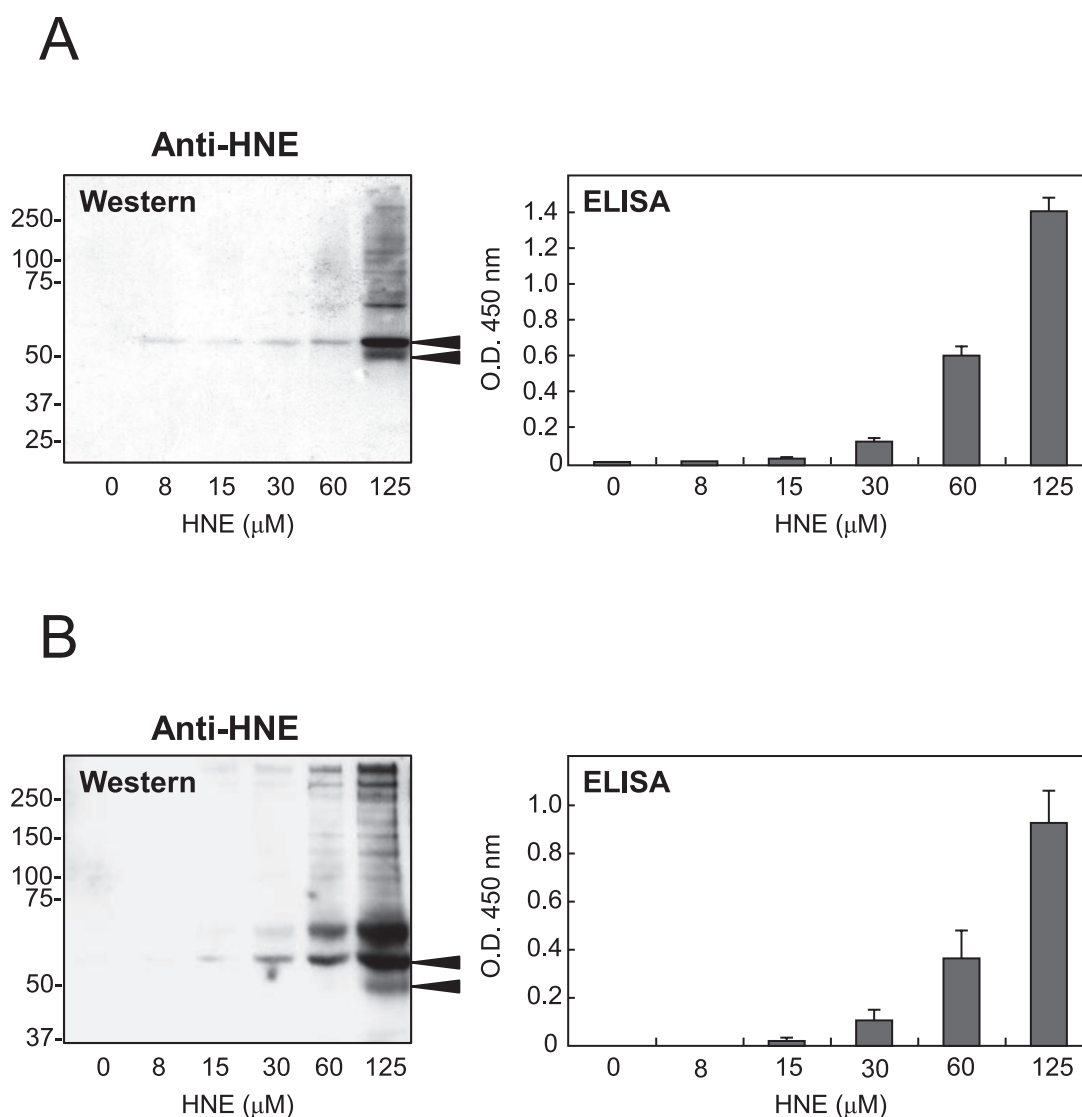 A
Anti-HNE
Western
250-
100-
75-
50-
37-
25-
0 8 15 30 60 125
HNE (μM)
ELISA
O.D. 450 nm
1.4
1.2
1.0
0.8
0.6
0.4
0.2
0
0 8 15 30 60 125
HNE (μM)
B
Anti-HNE
Western
250-
150-
100-
75-
50-
37-
0 8 15 30 60 125
HNE (μM)
ELISA
O.D. 450 nm
1.0
0.8
0.6
0.4
0.2
0
0 8 15 30 60 125
HNE (μM)